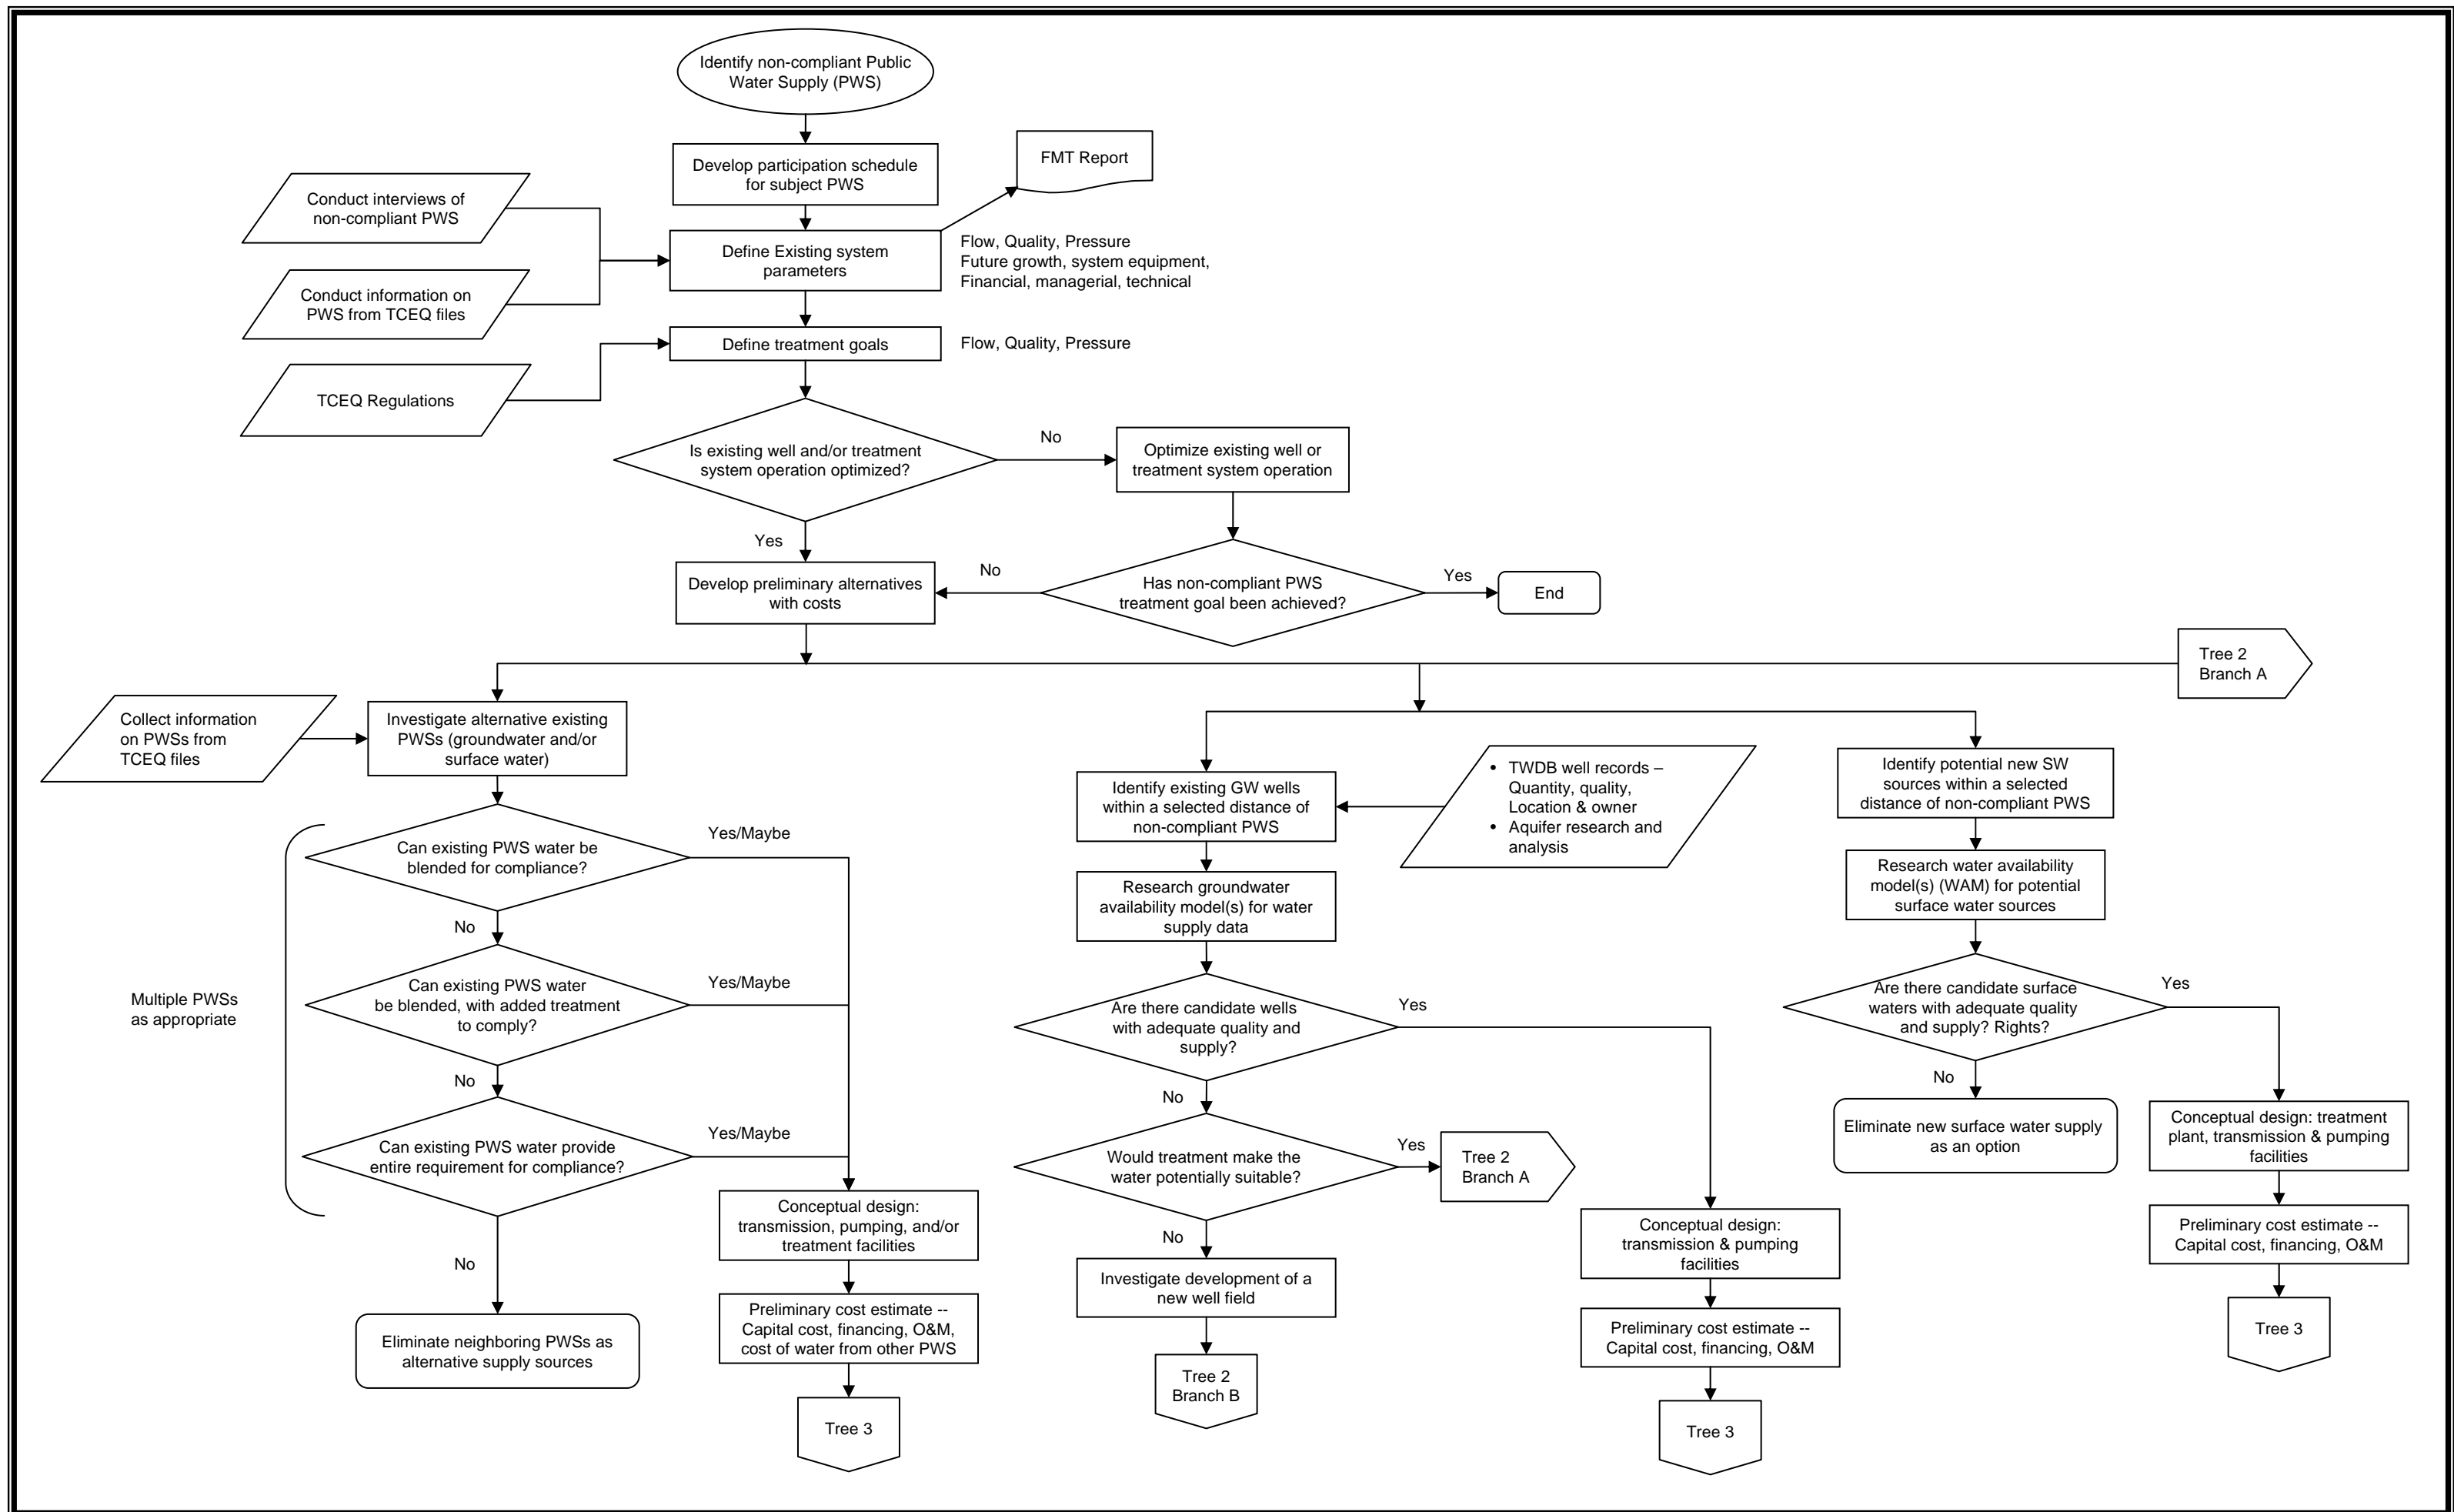 Identify non-compliant Public
Water Supply (PWS)
Develop participation schedule
for subject PWS
FMT Report
Conduct interviews of
non-compliant PWS
Define Existing system
parameters
Flow, Quality, Pressure
Future growth, system equipment,
Financial, managerial, technical
Conduct information on
PWS from TCEQ files
Define treatment goals
Flow, Quality, Pressure
TCEQ Regulations
Is existing well and/or treatment
system operation optimized?
No
Optimize existing well or
treatment system operation
Yes
Develop preliminary alternatives
with costs
No
Has non-compliant PWS
treatment goal been achieved?
Yes
End
Tree 2
Branch A
Collect information
on PWSs from
TCEQ files
Investigate alternative existing
PWSs (groundwater and/or
surface water)
Can existing PWS water be
blended for compliance?
Yes/Maybe
No
Can existing PWS water
be blended, with added treatment
to comply?
Yes/Maybe
Multiple PWSs
as appropriate
No
Can existing PWS water provide
entire requirement for compliance?
Yes/Maybe
No
Eliminate neighboring PWSs as
alternative supply sources
Conceptual design:
transmission, pumping, and/or
treatment facilities
Preliminary cost estimate --
Capital cost, financing, O&M,
cost of water from other PWS
Tree 3
Identify existing GW wells
within a selected distance of
non-compliant PWS
• TWDB well records –
Quantity, quality,
Location & owner
• Aquifer research and
analysis
Research groundwater
availability model(s) for water
supply data
Are there candidate wells
with adequate quality and
supply?
Yes
No
Would treatment make the
water potentially suitable?
Yes
Tree 2
Branch A
No
Investigate development of a
new well field
Tree 2
Branch B
Conceptual design:
transmission & pumping
facilities
Preliminary cost estimate --
Capital cost, financing, O&M
Tree 3
Identify potential new SW
sources within a selected
distance of non-compliant PWS
Research water availability
model(s) (WAM) for potential
surface water sources
Are there candidate surface
waters with adequate quality
and supply? Rights?
Yes
No
Eliminate new surface water supply
as an option
Conceptual design: treatment
plant, transmission & pumping
facilities
Preliminary cost estimate --
Capital cost, financing, O&M
Tree 3